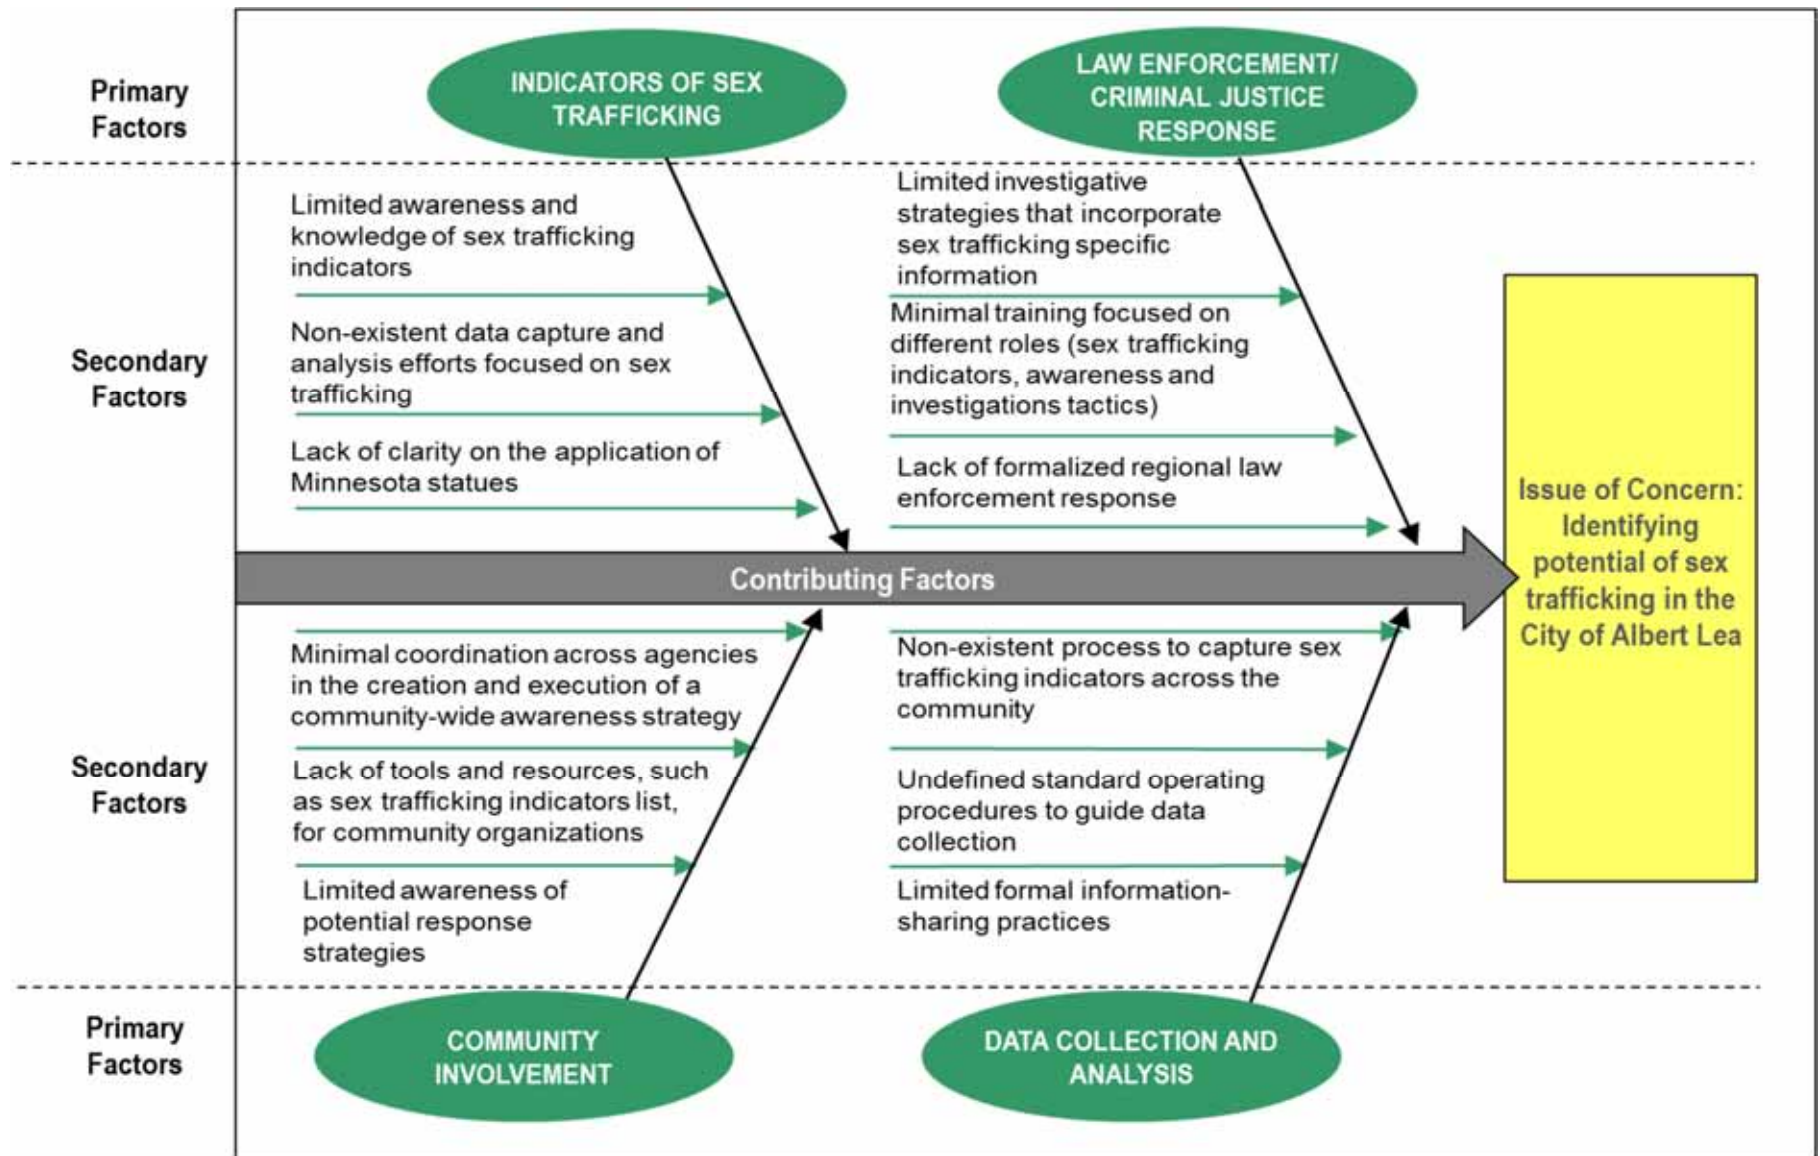 Primary
Factors
INDICATORS OF SEX
TRAFFICKING
LAW ENFORCEMENT/
CRIMINAL JUSTICE
RESPONSE
Secondary
Factors
Limited awareness and
knowledge of sex trafficking
indicators
Non-existent data capture and
analysis efforts focused on sex
trafficking
Lack of clarity on the application of
Minnesota statues
Limited investigative
strategies that incorporate
sex trafficking specific
information
Minimal training focused on
different roles (sex trafficking
indicators, awareness and
investigations tactics)
Lack of formalized regional law
enforcement response
Contributing Factors
Issue of Concern:
Identifying
potential of sex
trafficking in the
City of Albert Lea
Secondary
Factors
Minimal coordination across agencies
in the creation and execution of a
community-wide awareness strategy
Lack of tools and resources, such
as sex trafficking indicators list,
for community organizations
Limited awareness of
potential response
strategies
Non-existent process to capture sex
trafficking indicators across the
community
Undefined standard operating
procedures to guide data
collection
Limited formal information-
sharing practices
Primary
Factors
COMMUNITY
INVOLVEMENT
DATA COLLECTION AND
ANALYSIS